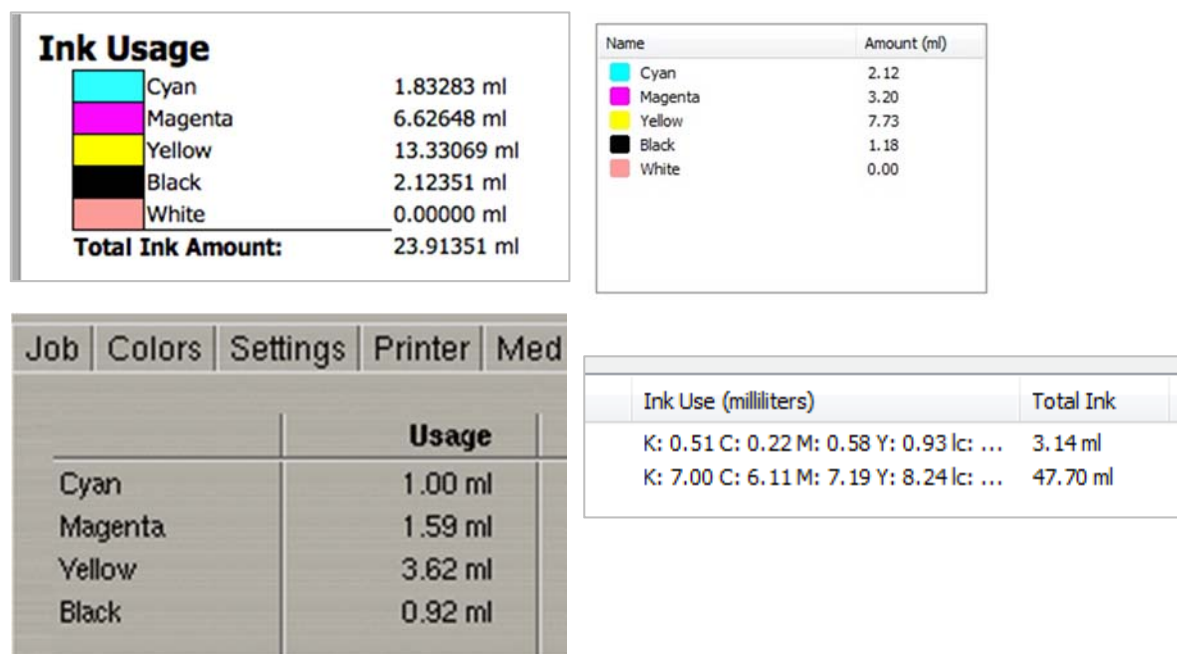 Ink Usage
Cyan 1.83283 ml
Magenta 6.62648 ml
Yellow 13.33069 ml
Black 2.12351 ml
White 0.00000 ml
Total Ink Amount: 23.91351 ml
Name Amount (ml)
Cyan 2.12
Magenta 3.20
Yellow 7.73
Black 1.18
White 0.00
Job Colors Settings Printer Med
Usage
Cyan 1.00 ml
Magenta 1.59 ml
Yellow 3.62 ml
Black 0.92 ml
Ink Use (milliliters) Total Ink
K: 0.51 C: 0.22 M: 0.58 Y: 0.93 lc: ... 3.14 ml
K: 7.00 C: 6.11 M: 7.19 Y: 8.24 lc: ... 47.70 ml